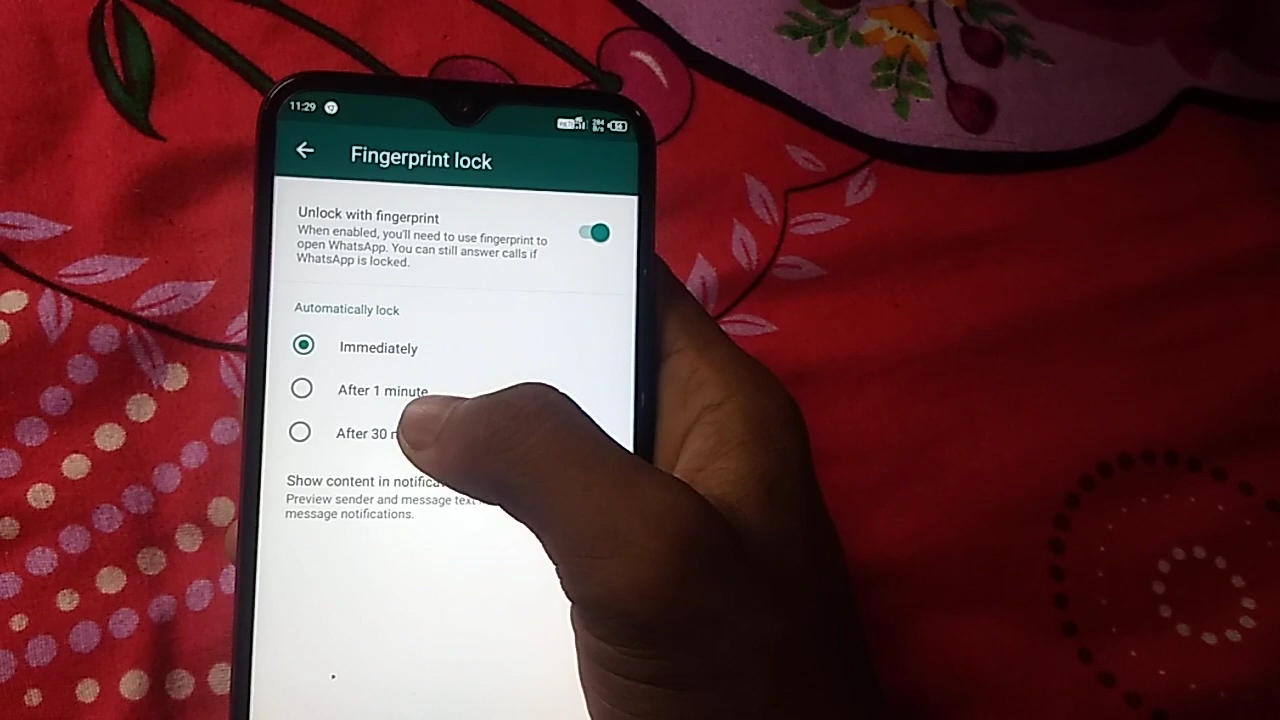 11:29
Fingerprint lock
Unlock with fingerprint
When enabled, you'll need to use fingerprint to
open WhatsApp. You can still answer calls if
WhatsApp is locked.
Automatically lock
Immediately
After 1 minute
After 30
Show content in
Preview sender and message text
message notifications.